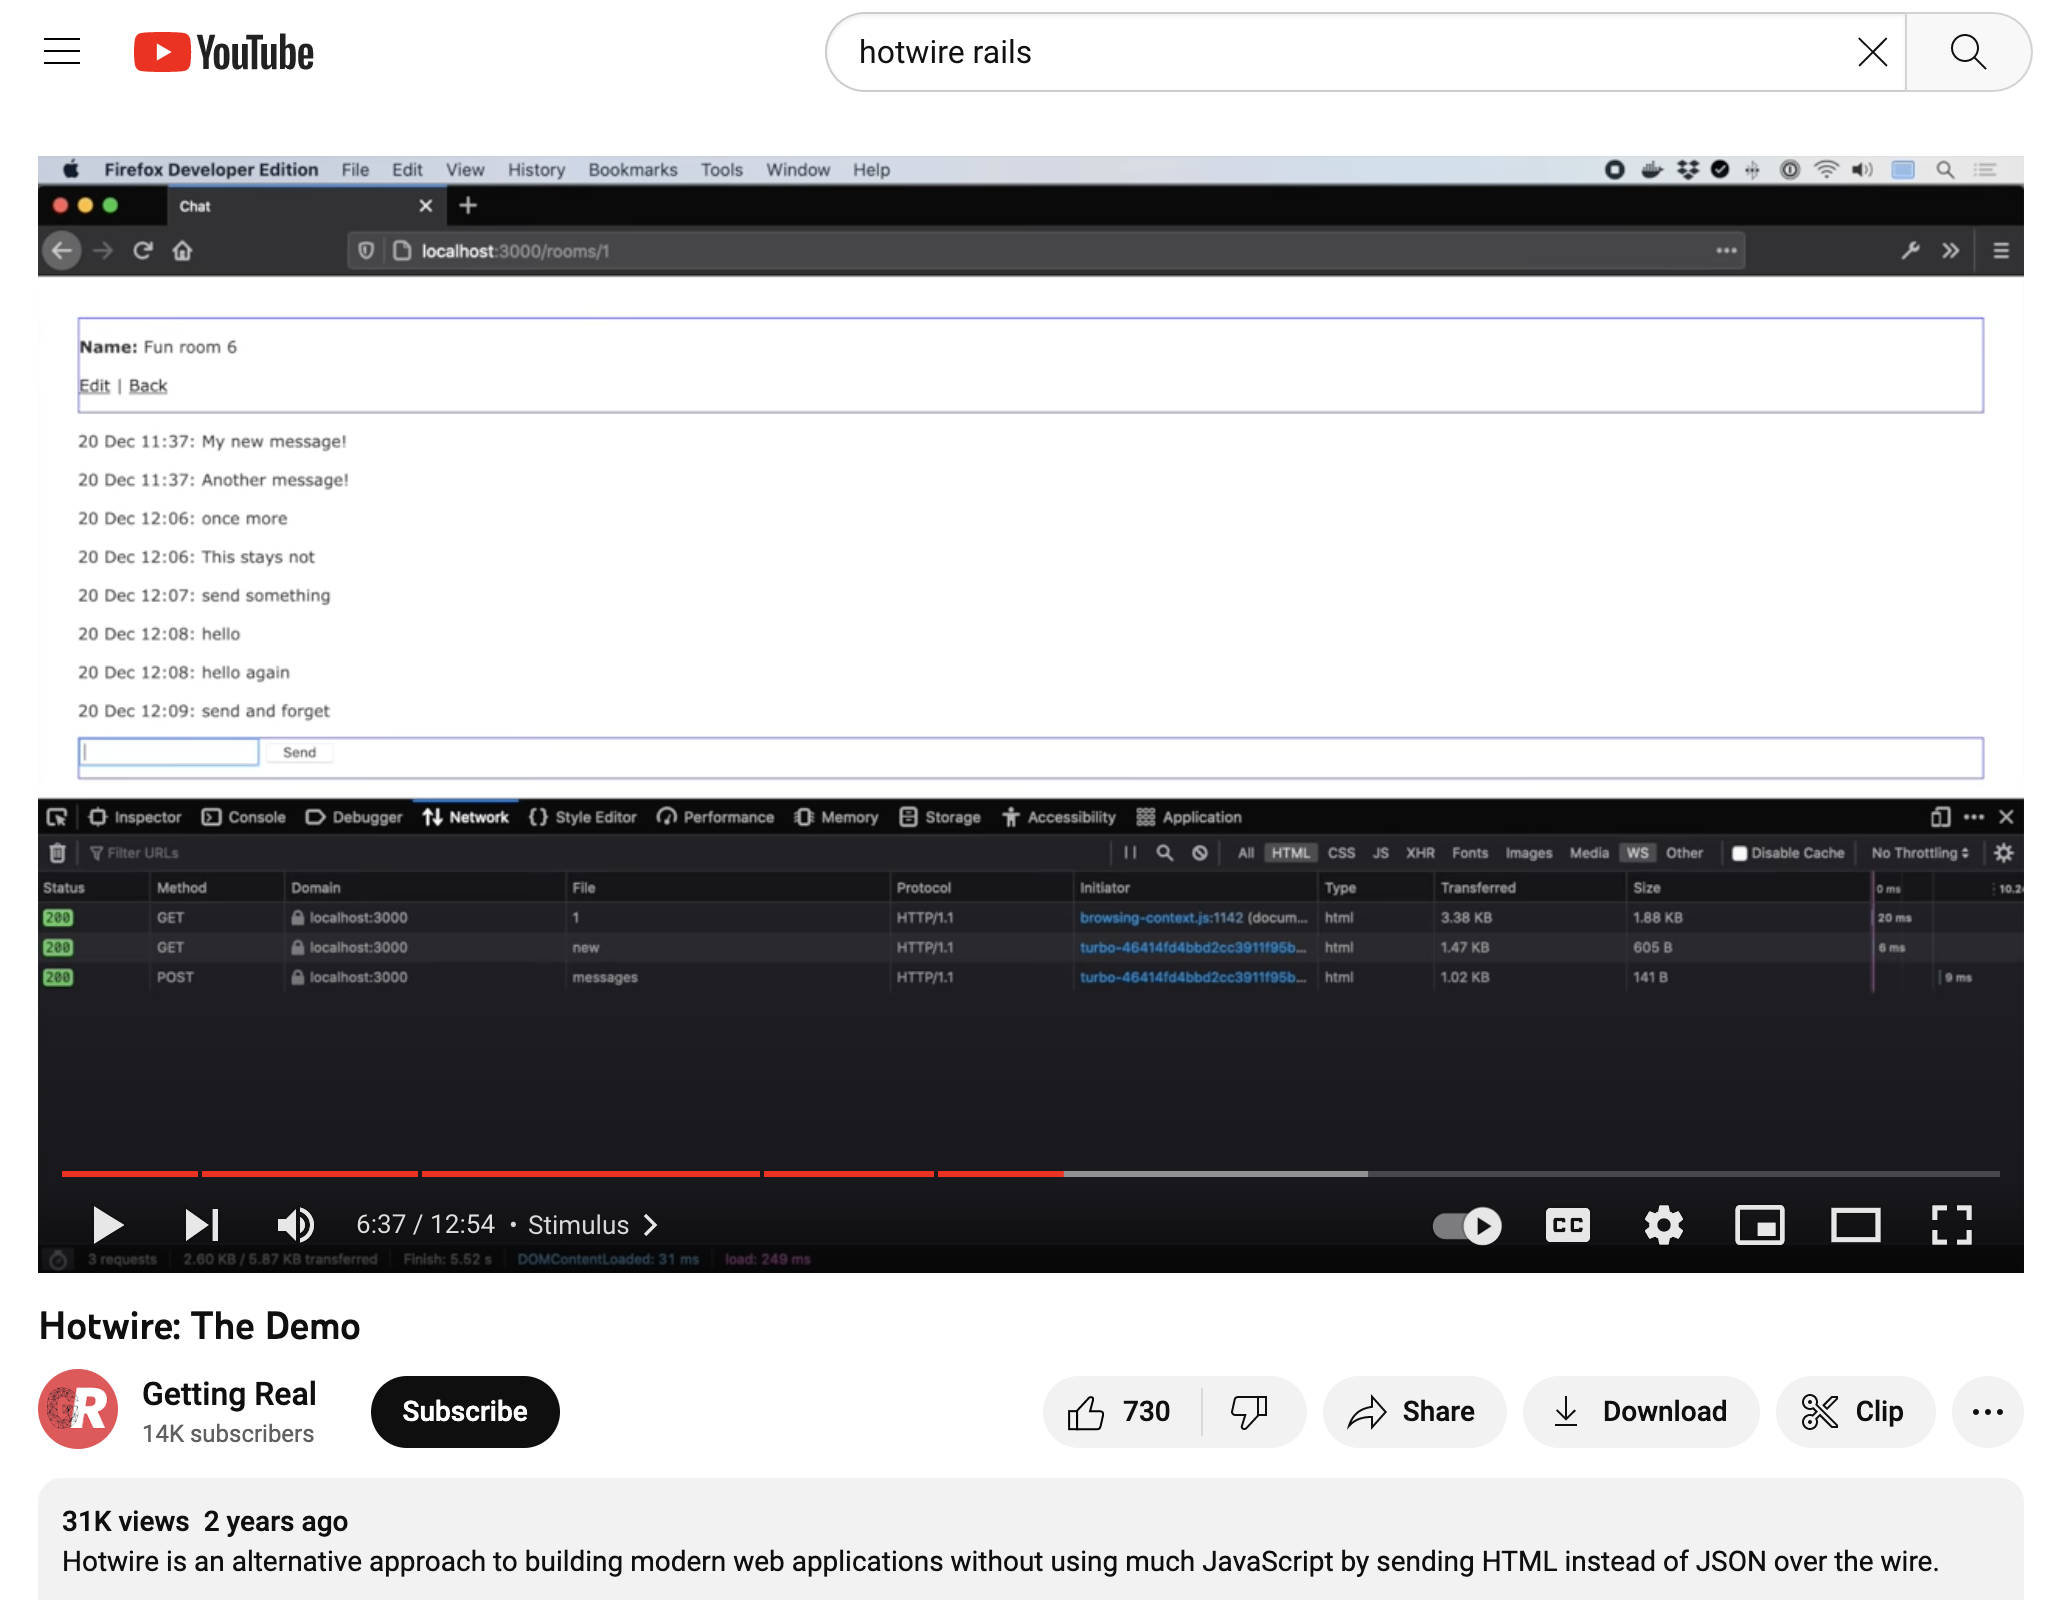 YouTube
hotwire rails
Firefox Developer Edition File Edit View History Bookmarks Tools Window Help
Chat
localhost:3000/rooms/1
Name: Fun room 6
Edit | Back
20 Dec 11:37: My new message!
20 Dec 11:37: Another message!
20 Dec 12:06: once more
20 Dec 12:06: This stays not
20 Dec 12:07: send something
20 Dec 12:08: hello
20 Dec 12:08: hello again
20 Dec 12:09: send and forget
Send
Inspector Console Debugger Network Style Editor Performance Memory Storage Accessibility Application
Filter URLs All HTML CSS JS XHR Fonts Images Media WS Other Disable Cache No Throttling
Status Method Domain File Protocol Initiator Type Transferred Size 0 ms 10.24
200 GET localhost:3000 1 HTTP/1.1 browsing-context.js:1142 (docum... html 3.38 KB 1.88 KB 20 ms
200 GET localhost:3000 new HTTP/1.1 turbo-46414fd4bbd2cc3911f95b... html 1.47 KB 605 B 6 ms
200 POST localhost:3000 messages HTTP/1.1 turbo-46414fd4bbd2cc3911f95b... html 1.02 KB 141 B 9 ms
6:37 / 12:54 • Stimulus
CC
3 requests 2.60 KB / 5.87 KB transferred Finish: 5.52 s DOMContentLoaded: 31 ms load: 249 ms
Hotwire: The Demo
GR
Getting Real
14K subscribers
Subscribe
730
Share
Download
Clip
31K views 2 years ago
Hotwire is an alternative approach to building modern web applications without using much JavaScript by sending HTML instead of JSON over the wire.